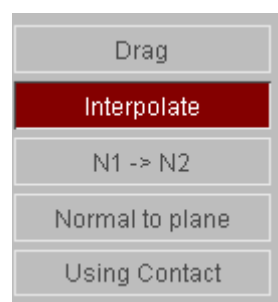 Drag
Interpolate
N1 -> N2
Normal to plane
Using Contact